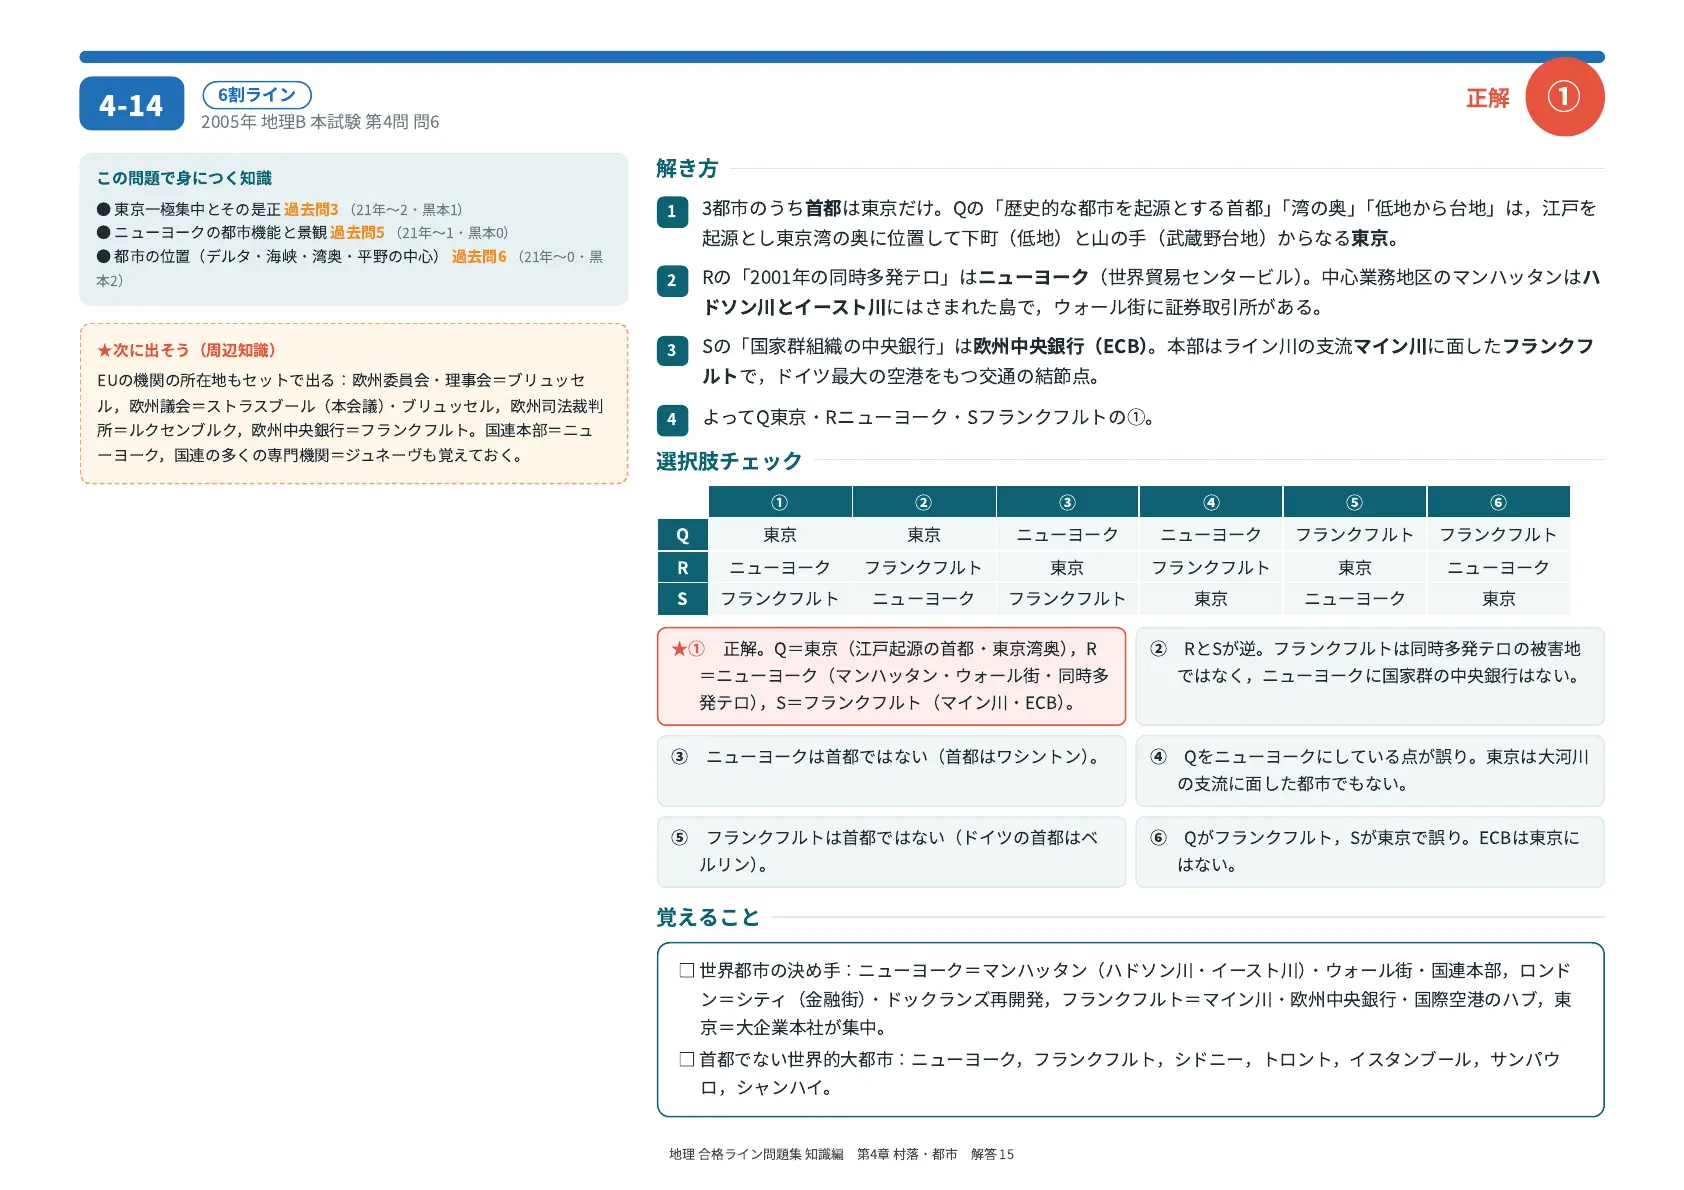 4-14
6割ライン
2005年 地理B 本試験 第4問 問6
正解 ①
この問題で身につく知識
●東京一極集中とその是正 過去問3 （21年～2・黒本1）
●ニューヨークの都市機能と景観 過去問5 （21年～1・黒本0）
●都市の位置（デルタ・海峡・湾奥・平野の中心） 過去問6 （21年～0・黒
本2）
★次に出そう（周辺知識）
EUの機関の所在地もセットで出る：欧州委員会・理事会＝ブリュッセ
ル，欧州議会＝ストラスブール（本会議）・ブリュッセル，欧州司法裁判
所＝ルクセンブルク，欧州中央銀行＝フランクフルト。国連本部＝ニュ
ーヨーク，国連の多くの専門機関＝ジュネーヴも覚えておく。
解き方
1 3都市のうち首都は東京だけ。Qの「歴史的な都市を起源とする首都」「湾の奥」「低地から台地」は，江戸を
起源とし東京湾の奥に位置して下町（低地）と山の手（武蔵野台地）からなる東京。
2 Rの「2001年の同時多発テロ」はニューヨーク（世界貿易センタービル）。中心業務地区のマンハッタンはハ
ドソン川とイースト川にはさまれた島で，ウォール街に証券取引所がある。
3 Sの「国家群組織の中央銀行」は欧州中央銀行（ECB）。本部はライン川の支流マイン川に面したフランクフ
ルトで，ドイツ最大の空港をもつ交通の結節点。
4 よってQ東京・Rニューヨーク・Sフランクフルトの①。
選択肢チェック
① ② ③ ④ ⑤ ⑥
Q 東京 東京 ニューヨーク ニューヨーク フランクフルト フランクフルト
R ニューヨーク フランクフルト 東京 フランクフルト 東京 ニューヨーク
S フランクフルト ニューヨーク フランクフルト 東京 ニューヨーク 東京
★① 正解。Q＝東京（江戸起源の首都・東京湾奥），R
＝ニューヨーク（マンハッタン・ウォール街・同時多
発テロ），S＝フランクフルト（マイン川・ECB）。
② RとSが逆。フランクフルトは同時多発テロの被害地
ではなく，ニューヨークに国家群の中央銀行はない。
③ ニューヨークは首都ではない（首都はワシントン）。
④ Qをニューヨークにしている点が誤り。東京は大河川
の支流に面した都市でもない。
⑤ フランクフルトは首都ではない（ドイツの首都はベ
ルリン）。
⑥ Qがフランクフルト，Sが東京で誤り。ECBは東京に
はない。
覚えること
□世界都市の決め手：ニューヨーク＝マンハッタン（ハドソン川・イースト川）・ウォール街・国連本部，ロンド
ン＝シティ（金融街）・ドックランズ再開発，フランクフルト＝マイン川・欧州中央銀行・国際空港のハブ，東
京＝大企業本社が集中。
□首都でない世界的大都市：ニューヨーク，フランクフルト，シドニー，トロント，イスタンブール，サンパウ
ロ，シャンハイ。
地理 合格ライン問題集 知識編 第4章 村落・都市 解答15